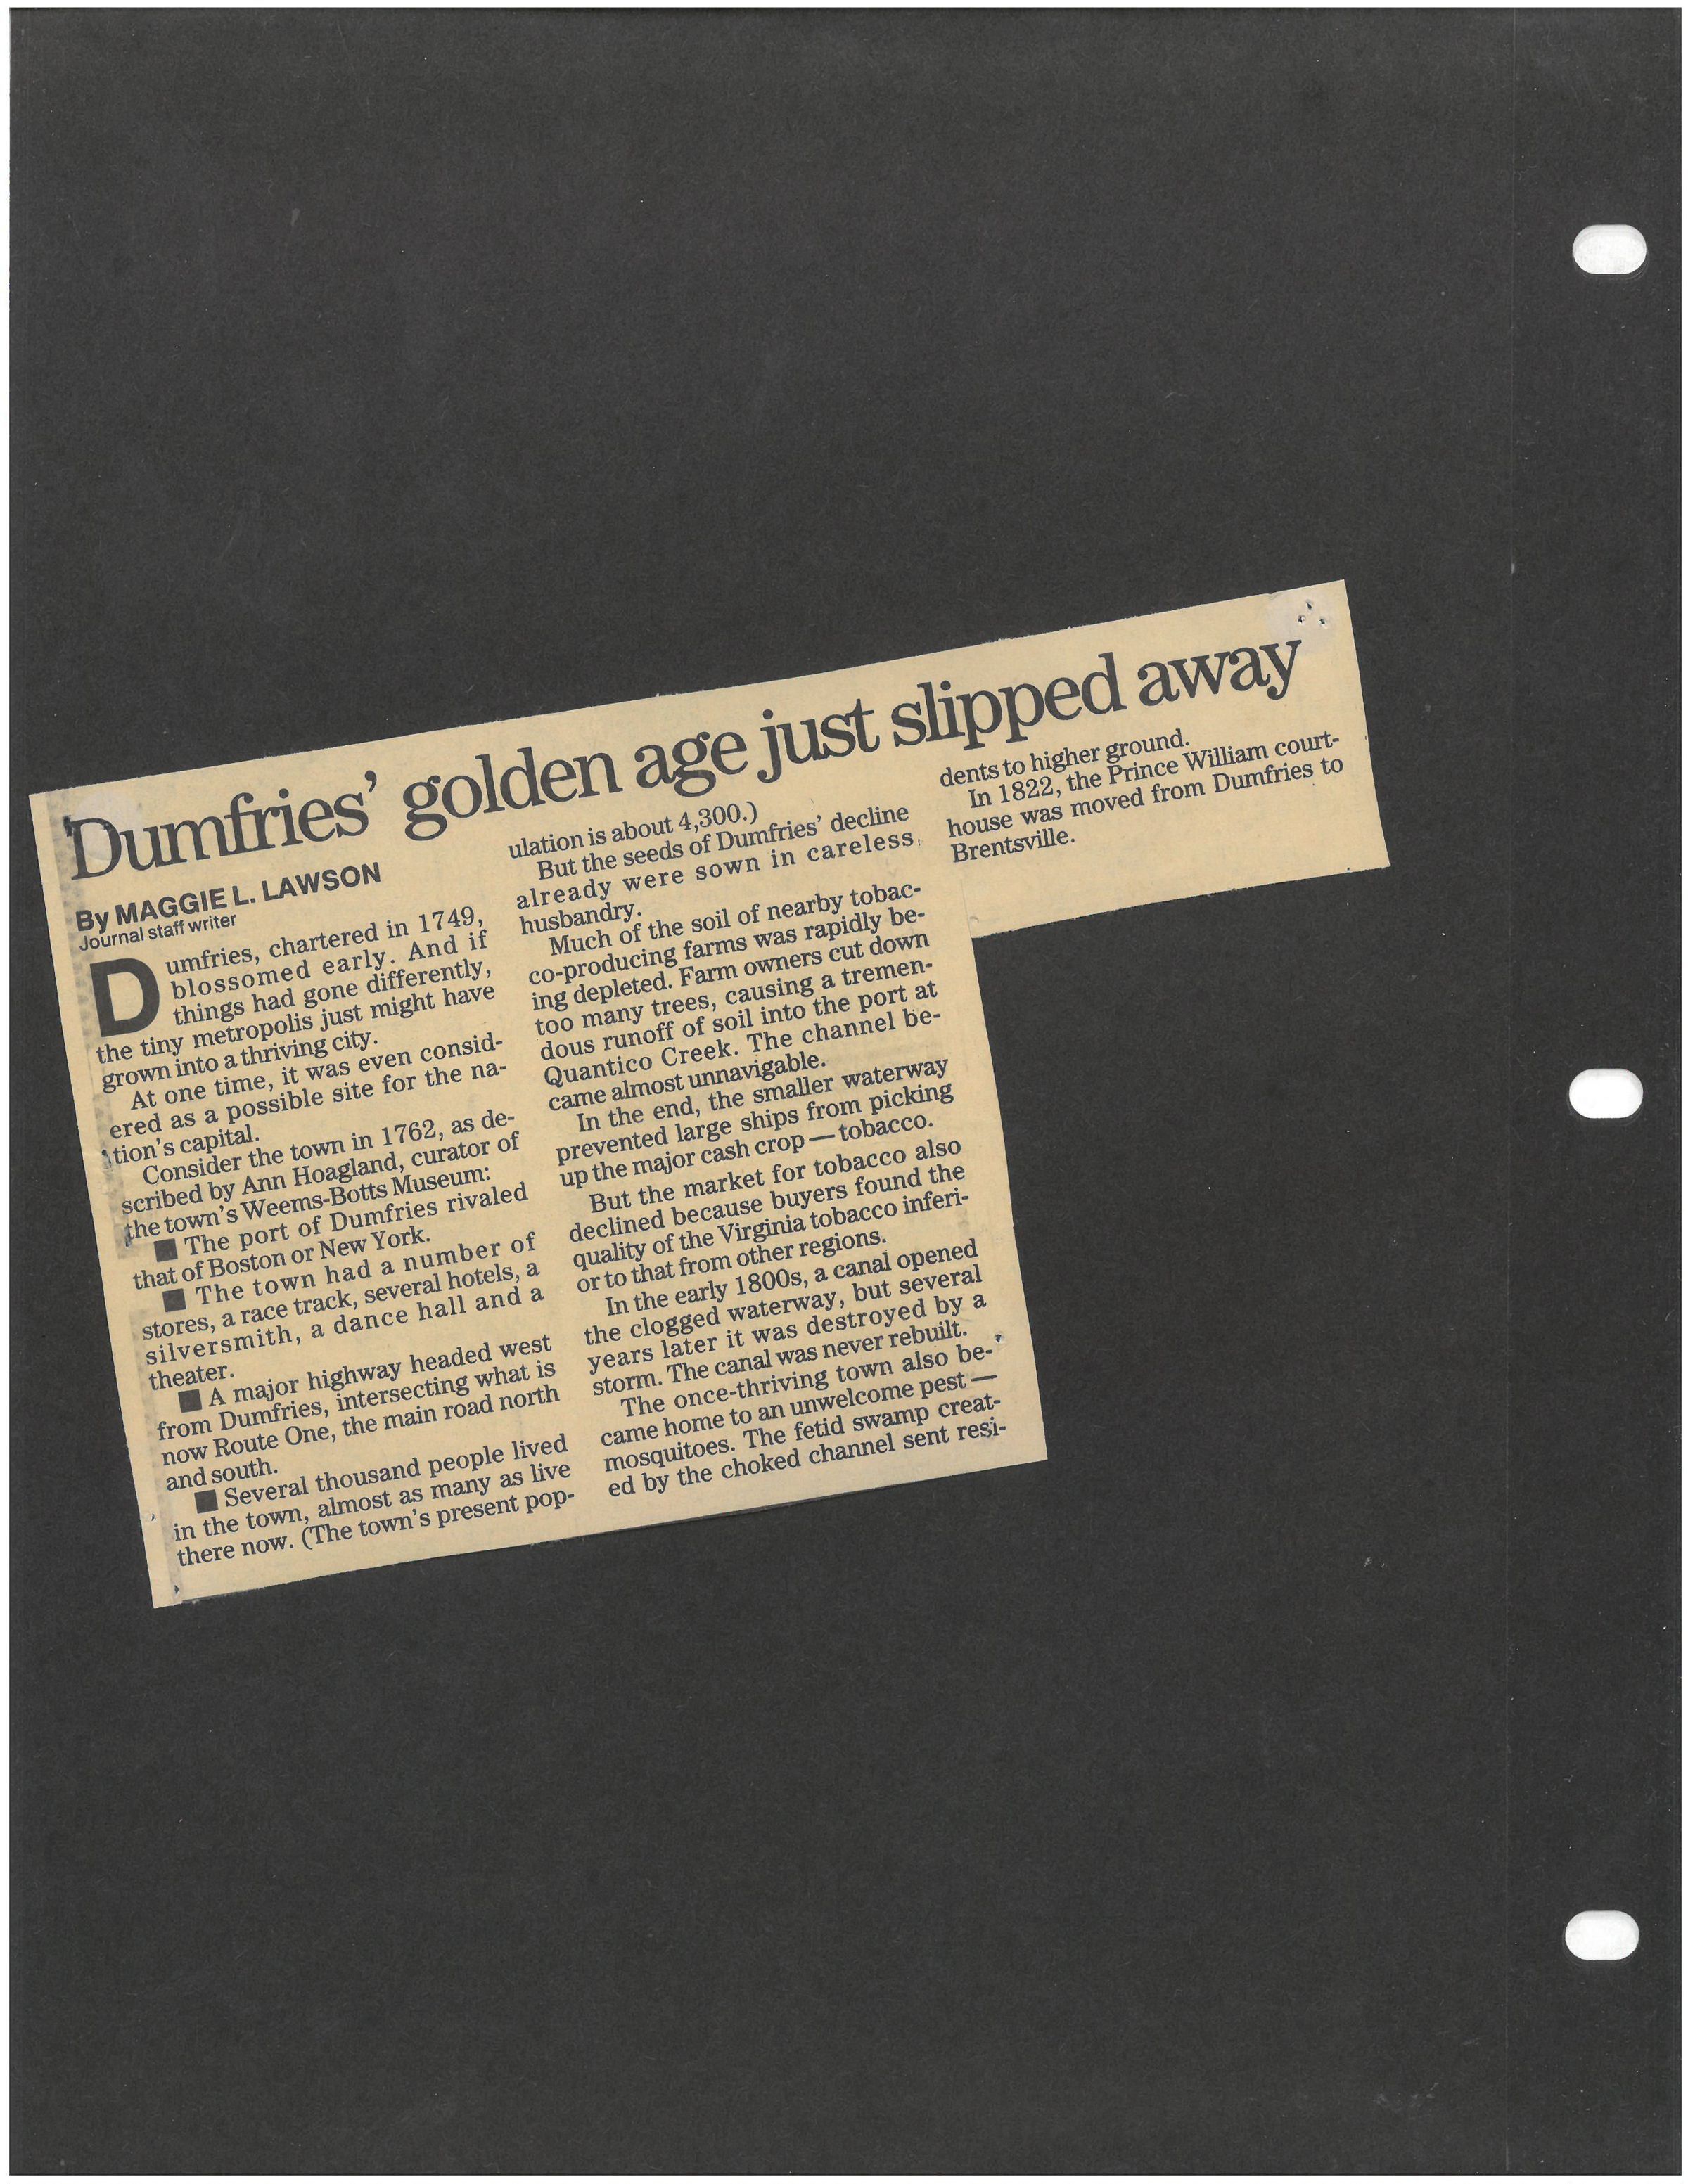 Dumfries' golden age just slipped away
By MAGGIE L. LAWSON
Journal staff writer
Dumfries, chartered in 1749,
blossomed early. And if
things had gone differently,
the tiny metropolis just might have
grown into a thriving city.
At one time, it was even consid-
ered as a possible site for the na-
tion's capital.
Consider the town in 1762, as de-
scribed by Ann Hoagland, curator of
the town's Weems-Botts Museum:
■ The port of Dumfries rivaled
that of Boston or New York.
■ The town had a number of
stores, a race track, several hotels, a
silversmith, a dance hall and a
theater.
■ A major highway headed west
from Dumfries, intersecting what is
now Route One, the main road north
and south.
■ Several thousand people lived
in the town, almost as many as live
there now. (The town's present pop-
ulation is about 4,300.)
But the seeds of Dumfries' decline
already were sown in careless
husbandry.
Much of the soil of nearby tobac-
co-producing farms was rapidly be-
ing depleted. Farm owners cut down
too many trees, causing a tremen-
dous runoff of soil into the port at
Quantico Creek. The channel be-
came almost unnavigable.
In the end, the smaller waterway
prevented large ships from picking
up the major cash crop — tobacco.
But the market for tobacco also
declined because buyers found the
quality of the Virginia tobacco inferi-
or to that from other regions.
In the early 1800s, a canal opened
the clogged waterway, but several
years later it was destroyed by a
storm. The canal was never rebuilt.
The once-thriving town also be-
came home to an unwelcome pest —
mosquitoes. The fetid swamp creat-
ed by the choked channel sent resi-
dents to higher ground.
In 1822, the Prince William court-
house was moved from Dumfries to
Brentsville.